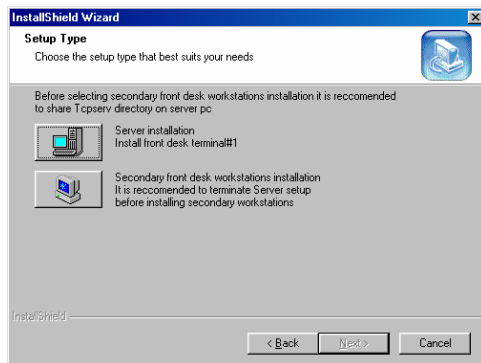 InstallShield Wizard
Setup Type
Choose the setup type that best suits your needs
Before selecting secondary front desk workstations installation it is reccomended
to share Tcpserv directory on server pc
Server installation
Install front desk terminal#1
Secondary front desk workstations installation
It is reccomended to terminate Server setup
before installing secondary workstations
InstallShield
< Back
Next >
Cancel